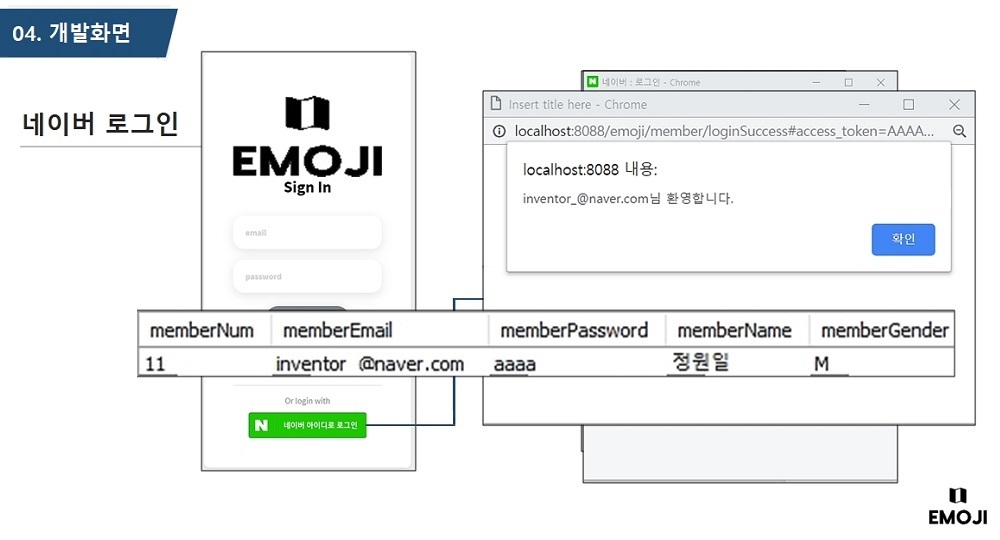 04. 개발화면
네이버 로그인
EMOJI
Sign In
email
password
Or login with
N 네이버 아이디로 로그인
네이버 : 로그인 - Chrome
Insert title here - Chrome
localhost:8088/emoji/member/loginSuccess#access_token=AAAA...
localhost:8088 내용:
inventor_@naver.com님 환영합니다.
확인
memberNum memberEmail memberPassword memberName memberGender
11 inventor @naver.com aaaa 정원일 M
EMOJI